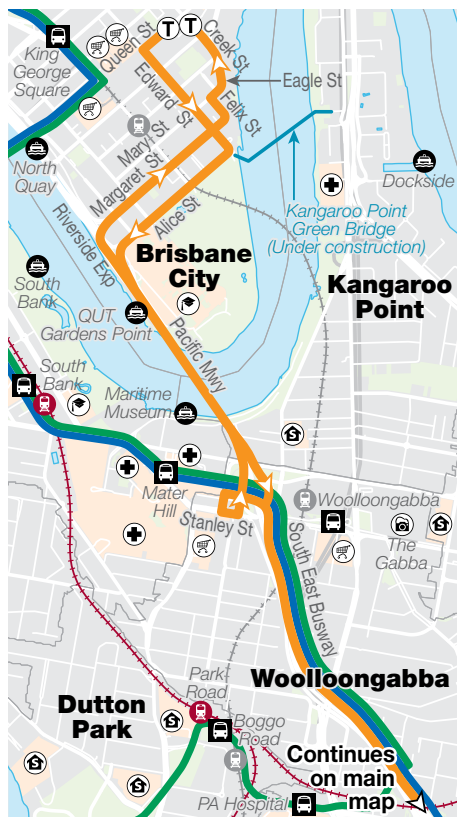 King
George
Square
Queen St
T
T
Creek St
Eagle St
Edward St
Felix St
Mary St
Margaret St
Alice St
North
Quay
Dockside
Kangaroo Point
Green Bridge
(Under construction)
Riverside Exp
Brisbane
City
Kangaroo
Point
South
Bank
QUT
Gardens Point
Pacific Mwy
South
Bank
Maritime
Museum
S
Mater
Hill
Woolloongabba
Stanley St
The
Gabba
S
South East Busway
Park
Road
Woolloongabba
Dutton
Park
S
Boggo
Road
Continues
on main
map
S
S
PA Hospital